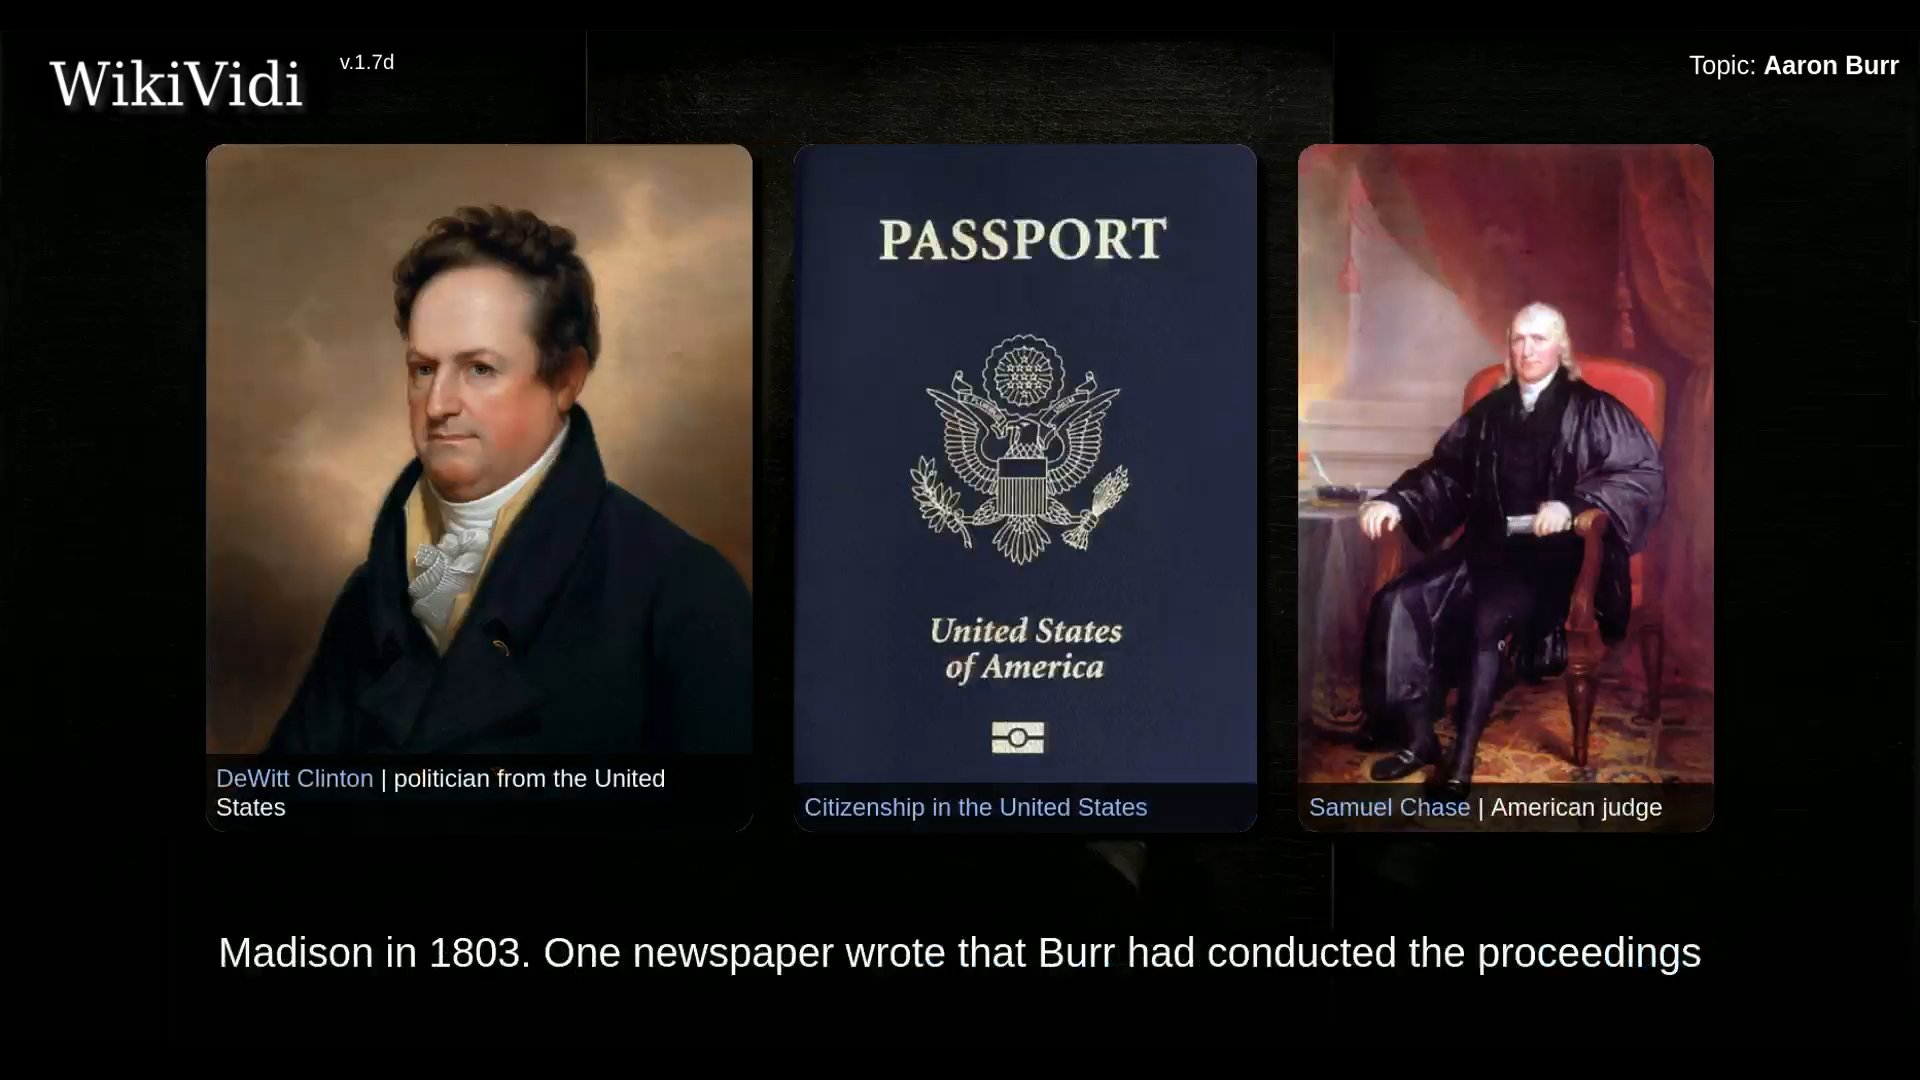 WikiVidi
v.1.7d
Topic: Aaron Burr
PASSPORT
United States
of America
DeWitt Clinton | politician from the United
States
Citizenship in the United States
Samuel Chase | American judge
Madison in 1803. One newspaper wrote that Burr had conducted the proceedings